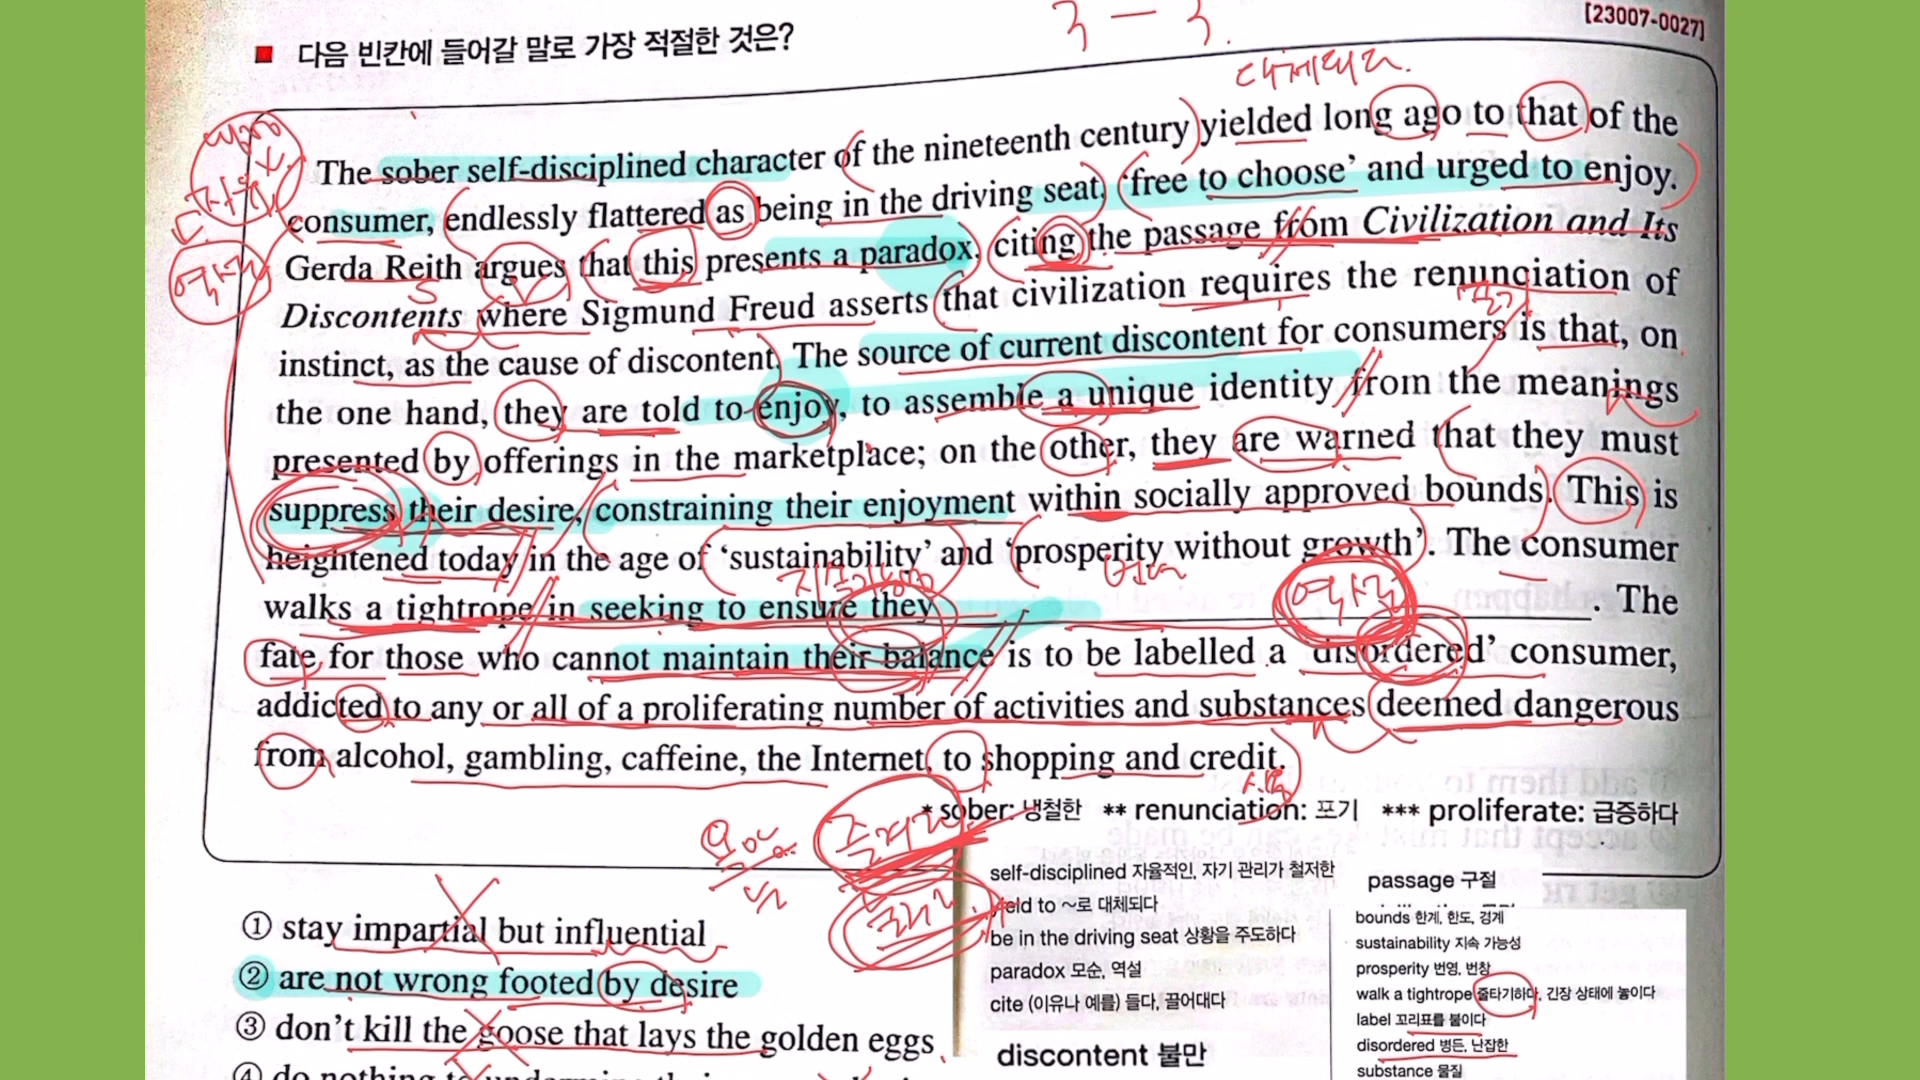 [23007-0027]
3-3.
다음 빈칸에 들어갈 말로 가장 적절한 것은?
대체되다.
The sober self-disciplined character of the nineteenth century yielded long ago to that of the
consumer, endlessly flattered as being in the driving seat, 'free to choose' and urged to enjoy.
Gerda Reith argues that this presents a paradox, citing the passage from Civilization and Its
Discontents where Sigmund Freud asserts that civilization requires the renunciation of
instinct, as the cause of discontent. The source of current discontent for consumers is that, on
the one hand, they are told to enjoy, to assemble a unique identity from the meanings
presented by offerings in the marketplace; on the other, they are warned that they must
suppress their desire, constraining their enjoyment within socially approved bounds. This is
heightened today in the age of 'sustainability' and 'prosperity without growth'. The consumer
walks a tightrope in seeking to ensure they . The
fate for those who cannot maintain their balance is to be labelled a 'disordered' consumer,
addicted to any or all of a proliferating number of activities and substances deemed dangerous
from alcohol, gambling, caffeine, the Internet, to shopping and credit.
* sober: 냉철한 ** renunciation: 포기 *** proliferate: 급증하다
① stay impartial but influential
② are not wrong footed by desire
③ don't kill the goose that lays the golden eggs
self-disciplined 자율적인, 자기 관리가 철저한
yield to ~로 대체되다
be in the driving seat 상황을 주도하다
paradox 모순, 역설
cite (이유나 예를) 들다, 끌어대다
discontent 불만
passage 구절
bounds 한계, 한도, 경계
sustainability 지속 가능성
prosperity 번영, 번창
walk a tightrope 줄타기하다, 긴장 상태에 놓이다
label 꼬리표를 붙이다
disordered 병든, 난잡한
substance 물질